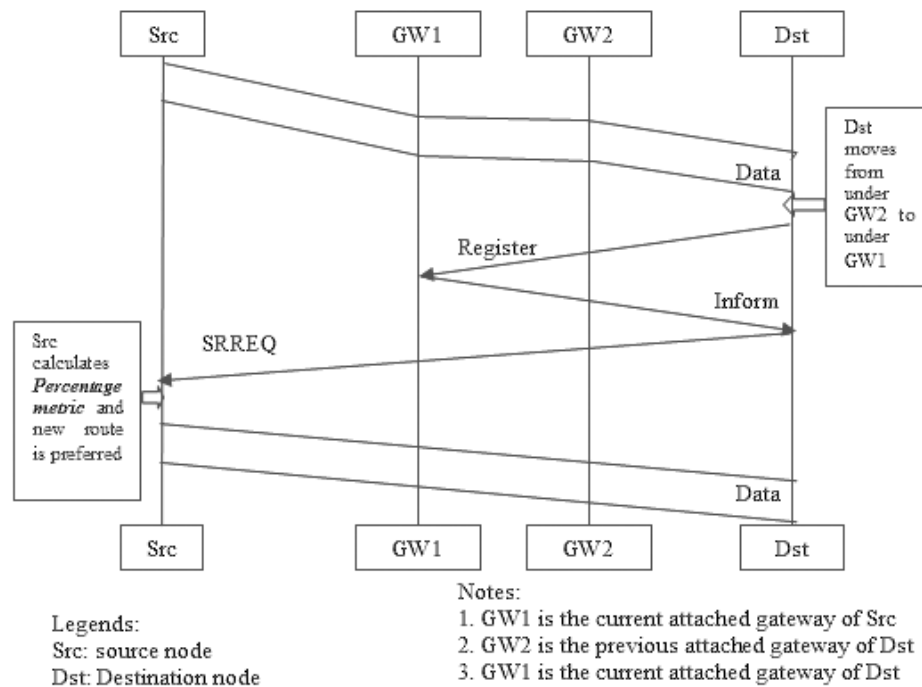 Src
GW1
GW2
Dst
Data
Dst
moves
from
under
GW2 to
under
GW1
Register
Inform
SRREQ
Src
calculates
Percentage
metric and
new route
is preferred
Data
Src
GW1
GW2
Dst
Legends:
Src: source node
Dst: Destination node
Notes:
1. GW1 is the current attached gateway of Src
2. GW2 is the previous attached gateway of Dst
3. GW1 is the current attached gateway of Dst